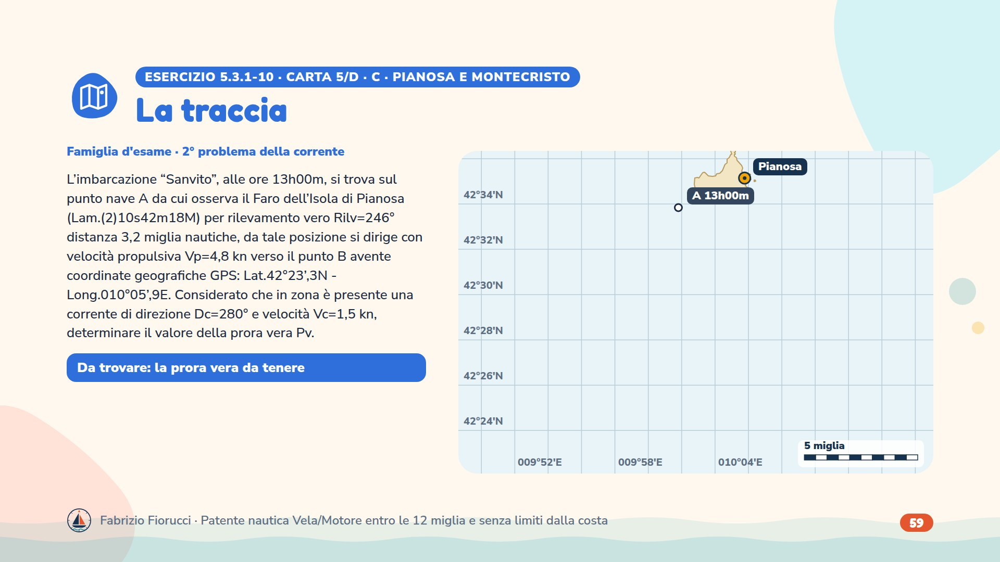 ESERCIZIO 5.3.1-10 · CARTA 5/D · C · PIANOSA E MONTECRISTO
La traccia
Famiglia d'esame · 2° problema della corrente
L’imbarcazione “Sanvito”, alle ore 13h00m, si trova sul
punto nave A da cui osserva il Faro dell’Isola di Pianosa
(Lam.(2)10s42m18M) per rilevamento vero Rilv=246°
distanza 3,2 miglia nautiche, da tale posizione si dirige con
velocità propulsiva Vp=4,8 kn verso il punto B avente
coordinate geografiche GPS: Lat.42°23’,3N -
Long.010°05’,9E. Considerato che in zona è presente una
corrente di direzione Dc=280° e velocità Vc=1,5 kn,
determinare il valore della prora vera Pv.
Da trovare: la prora vera da tenere
Pianosa
A 13h00m
42°34'N
42°32'N
42°30'N
42°28'N
42°26'N
42°24'N
009°52'E
009°58'E
010°04'E
5 miglia
Fabrizio Fiorucci · Patente nautica Vela/Motore entro le 12 miglia e senza limiti dalla costa
59